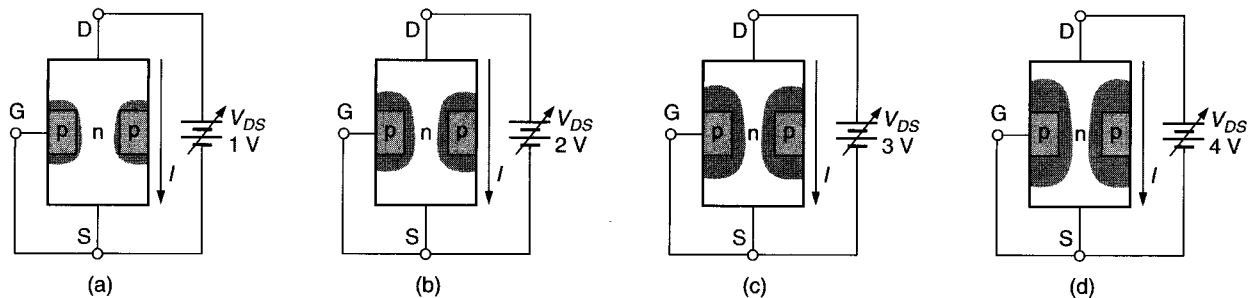 D
G
p n p
V_DS
1 V
I
S
(a)
D
G
p n p
V_DS
2 V
I
S
(b)
D
G
p n p
V_DS
3 V
I
S
(c)
D
G
p n p
V_DS
4 V
I
S
(d)